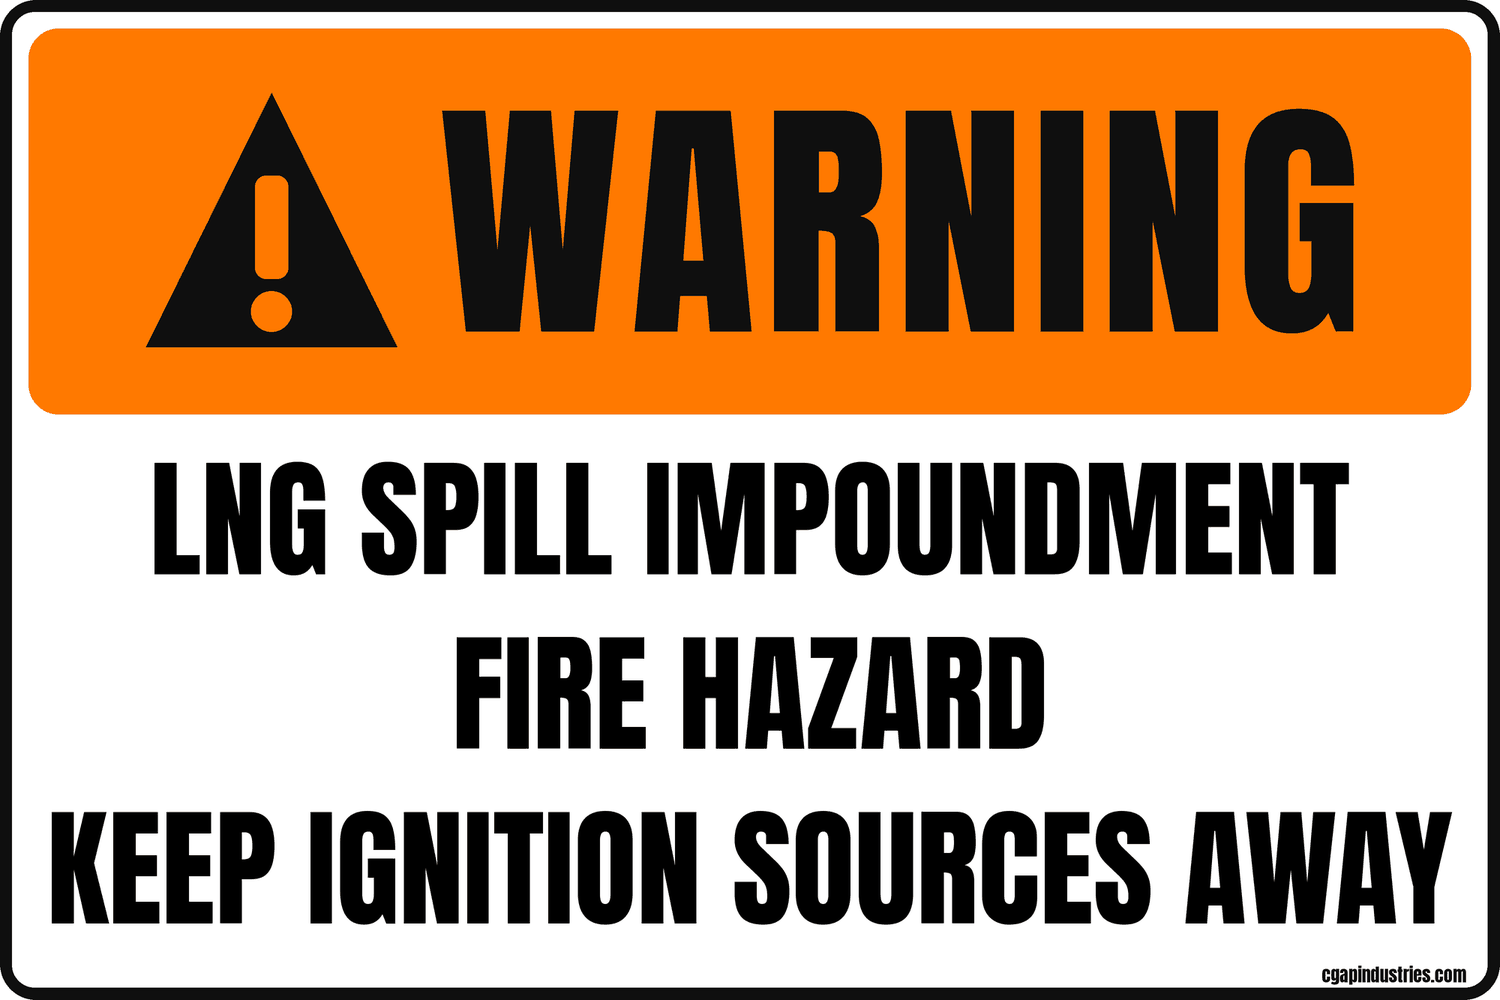 WARNING
LNG SPILL IMPOUNDMENT
FIRE HAZARD
KEEP IGNITION SOURCES AWAY
cgapindustries.com